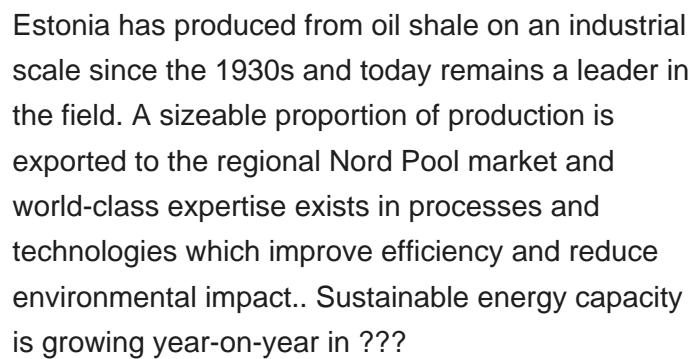 Estonia has produced from oil shale on an industrial
scale since the 1930s and today remains a leader in
the field. A sizeable proportion of production is
exported to the regional Nord Pool market and
world-class expertise exists in processes and
technologies which improve efficiency and reduce
environmental impact.. Sustainable energy capacity
is growing year-on-year in ???